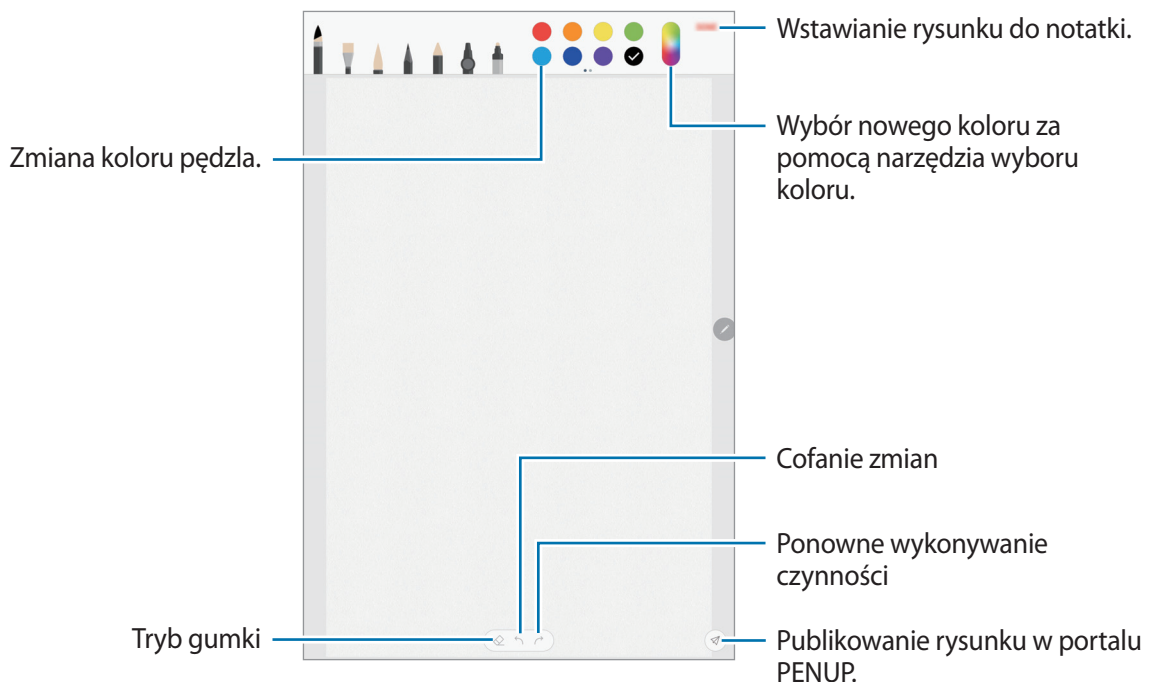 Wstawianie rysunku do notatki.
Wybór nowego koloru za
pomocą narzędzia wyboru
koloru.
Zmiana koloru pędzla.
Cofanie zmian
Ponowne wykonywanie
czynności
Tryb gumki
Publikowanie rysunku w portalu
PENUP.